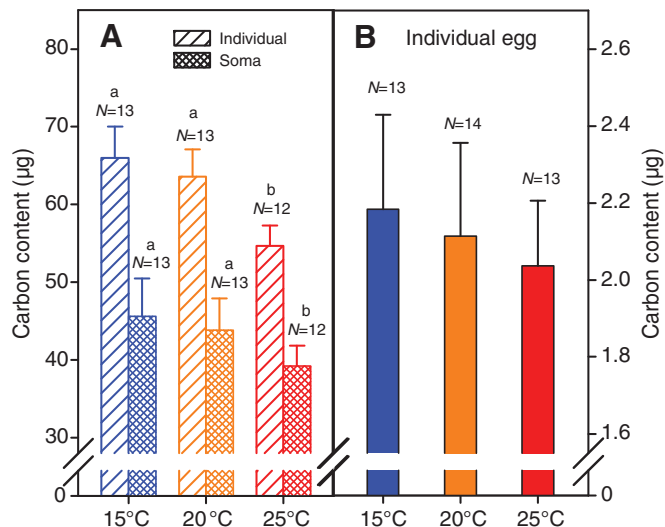 A
Individual
Soma
Carbon content (µg)
80
70
60
50
40
30
0
a
N=13
a
N=13
a
N=13
a
N=13
b
N=12
b
N=12
15°C
20°C
25°C
B
Individual egg
N=13
N=14
N=13
15°C
20°C
25°C
2.6
2.4
2.2
2.0
1.8
1.6
0
Carbon content (µg)